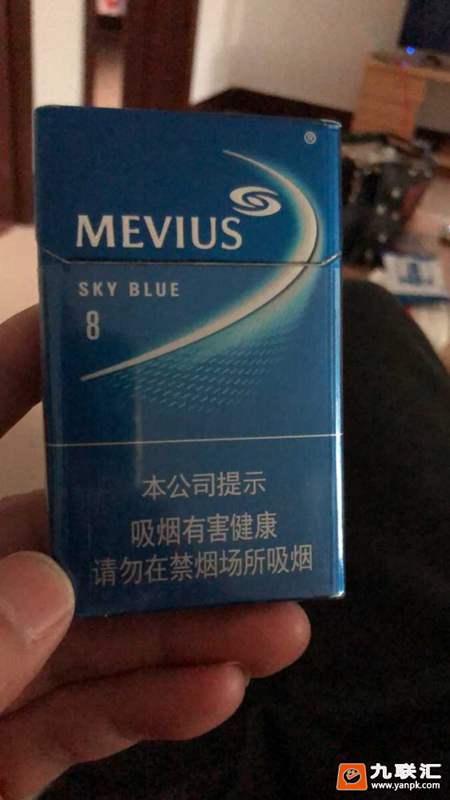 ®
MEVIUS
SKY BLUE
8
本公司提示
吸烟有害健康
请勿在禁烟场所吸烟
九联汇
www.yanpk.com